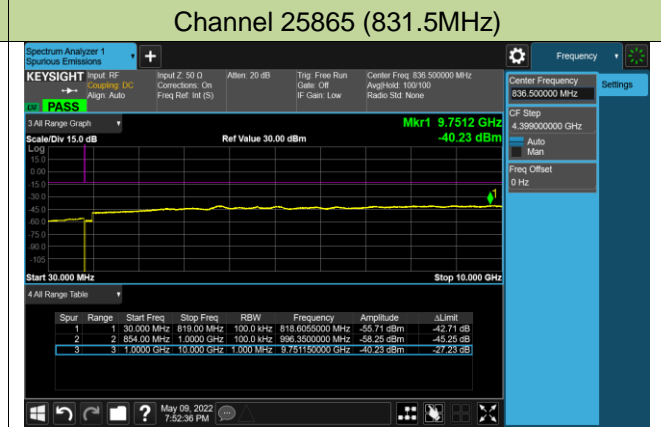 Channel 25865 (831.5MHz)
Spectrum Analyzer 1
Spurious Emissions
+
Frequency
KEYSIGHT Input: RF Input Z: 50 Ω Atten: 20 dB Trig: Free Run Center Freq: 836.500000 MHz
Coupling: DC Corrections: On Gate: Off Avg|Hold: 100/100
Align: Auto Freq Ref: Int (S) IF Gain: Low Radio Std: None
PASS
Center Frequency
836.500000 MHz
Settings
CF Step
4.399000000 GHz
Auto
Man
Freq Offset
0 Hz
3 All Range Graph
Mkr1 9.7512 GHz
Scale/Div 15.0 dB Ref Value 30.00 dBm -40.23 dBm
Log
15.0
0.00
-15.0
-30.0
-45.0
-60.0
-75.0
-90.0
-105
1
Start 30.000 MHz Stop 10.000 GHz
4 All Range Table
Spur Range Start Freq Stop Freq RBW Frequency Amplitude ΔLimit
1 1 30.000 MHz 819.00 MHz 100.0 kHz 818.6055000 MHz -55.71 dBm -42.71 dB
2 2 854.00 MHz 1.0000 GHz 100.0 kHz 996.3500000 MHz -58.25 dBm -45.25 dB
3 3 1.0000 GHz 10.000 GHz 1.000 MHz 9.751150000 GHz -40.23 dBm -27.23 dB
?
May 09, 2022
7:52:36 PM